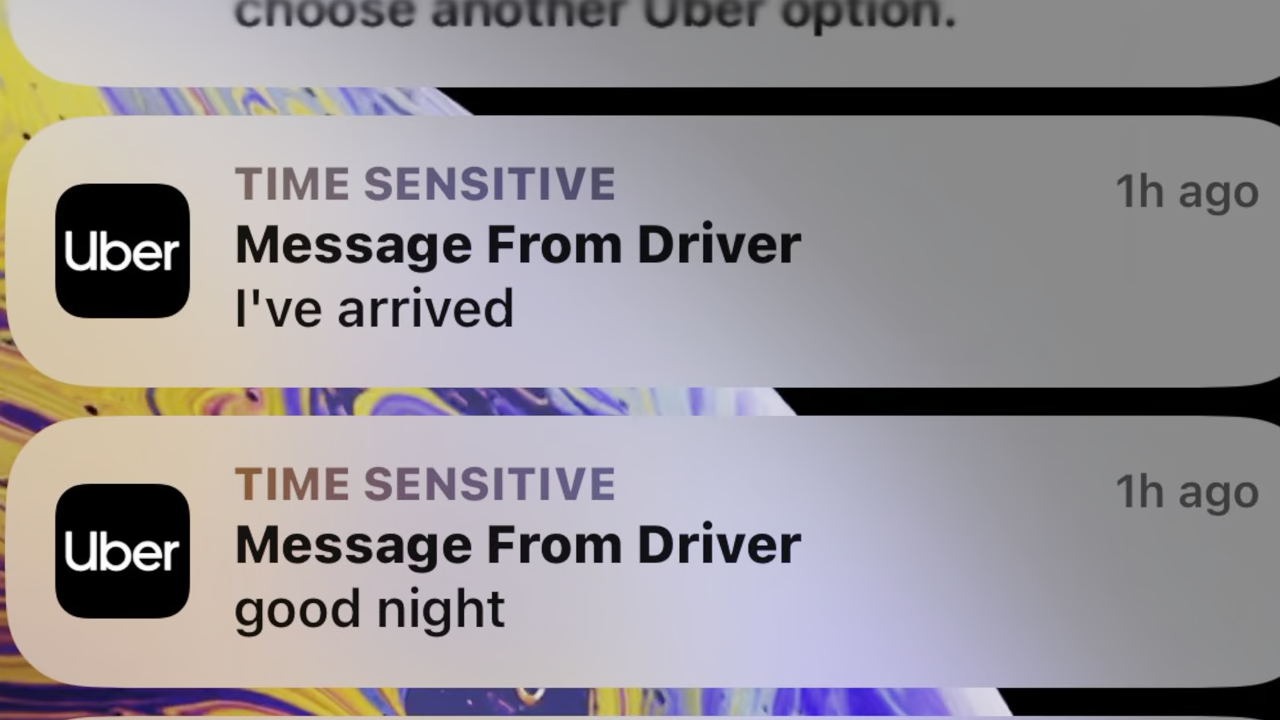 choose another Uber option.
TIME SENSITIVE
1h ago
Uber
Message From Driver
I've arrived
TIME SENSITIVE
1h ago
Uber
Message From Driver
good night